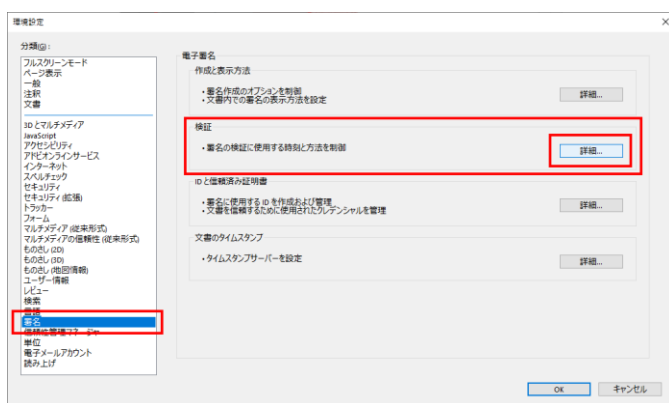 環境設定
分類(G):
フルスクリーンモード
ページ表示
一般
注釈
文書
3D とマルチメディア
JavaScript
アクセシビリティ
アドビオンラインサービス
インターネット
スペルチェック
セキュリティ
セキュリティ (拡張)
トラッカー
フォーム
マルチメディア (従来形式)
マルチメディアの信頼性 (従来形式)
ものさし (2D)
ものさし (3D)
ものさし (地図情報)
ユーザー情報
レビュー
検索
言語
署名
信頼性管理マネージャ
単位
電子メールアカウント
読み上げ
電子署名
作成と表示方法
・署名作成のオプションを制御
・文書内での署名の表示方法を設定
詳細...
検証
・署名の検証に使用する時刻と方法を制御
詳細...
ID と信頼済み証明書
・署名に使用する ID を作成および管理
・文書を信頼するために使用されたクレデンシャルを管理
詳細...
文書のタイムスタンプ
・タイムスタンプサーバーを設定
詳細...
OK
キャンセル